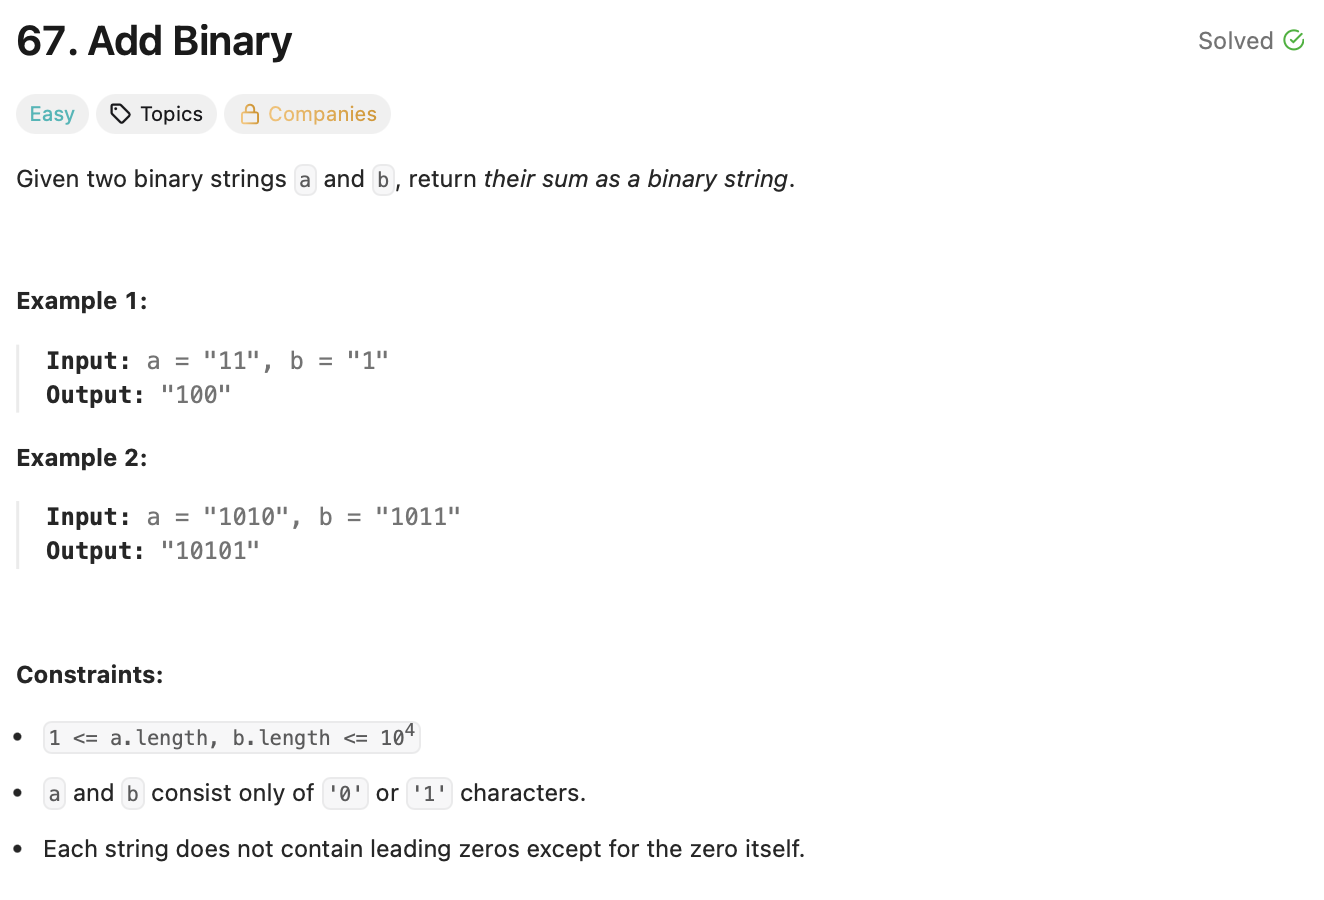 67. Add Binary
Solved
Easy
Topics
Companies
Given two binary strings a and b, return their sum as a binary string.
Example 1:
Input: a = "11", b = "1"
Output: "100"
Example 2:
Input: a = "1010", b = "1011"
Output: "10101"
Constraints:
• 1 <= a.length, b.length <= 10⁴
• a and b consist only of '0' or '1' characters.
• Each string does not contain leading zeros except for the zero itself.